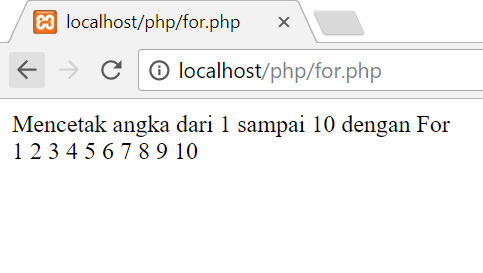 localhost/php/for.php
localhost/php/for.php
Mencetak angka dari 1 sampai 10 dengan For
1 2 3 4 5 6 7 8 9 10